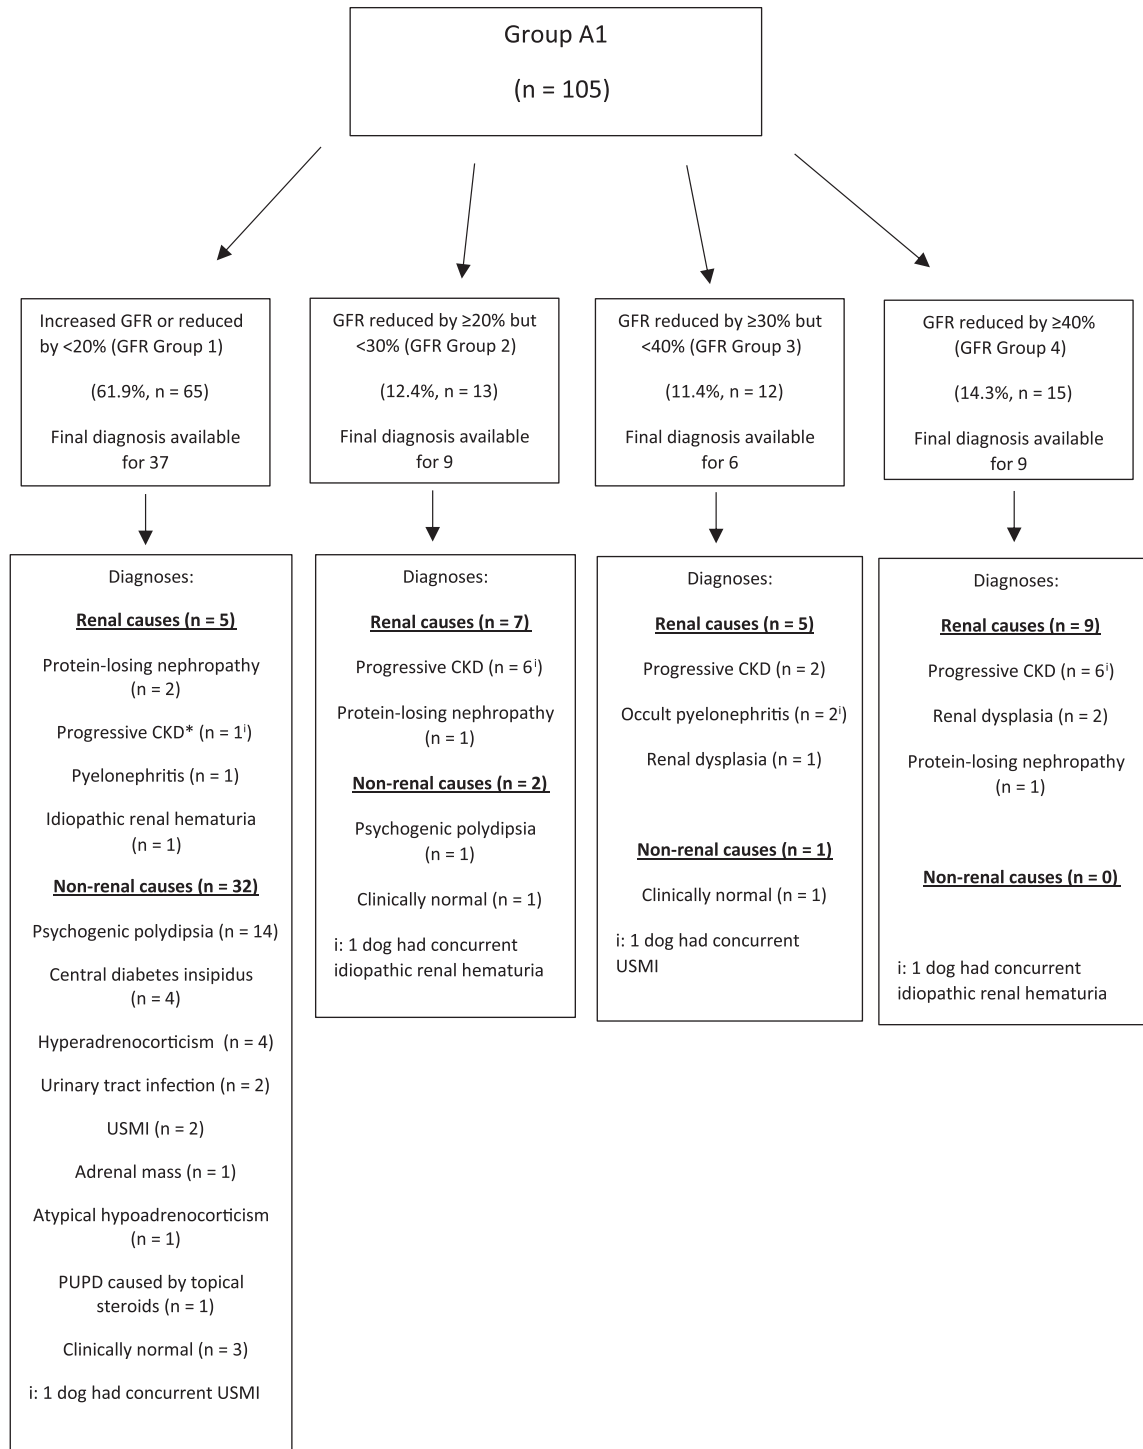 Group A1
(n = 105)
Increased GFR or reduced
by <20% (GFR Group 1)
(61.9%, n = 65)
Final diagnosis available
for 37
GFR reduced by ≥20% but
<30% (GFR Group 2)
(12.4%, n = 13)
Final diagnosis available
for 9
GFR reduced by ≥30% but
<40% (GFR Group 3)
(11.4%, n = 12)
Final diagnosis available
for 6
GFR reduced by ≥40%
(GFR Group 4)
(14.3%, n = 15)
Final diagnosis available
for 9
Diagnoses:
Renal causes (n = 5)
Protein-losing nephropathy
(n = 2)
Progressive CKD* (n = 1ⁱ)
Pyelonephritis (n = 1)
Idiopathic renal hematuria
(n = 1)
Non-renal causes (n = 32)
Psychogenic polydipsia (n = 14)
Central diabetes insipidus
(n = 4)
Hyperadrenocorticism (n = 4)
Urinary tract infection (n = 2)
USMI (n = 2)
Adrenal mass (n = 1)
Atypical hypoadrenocorticism
(n = 1)
PUPD caused by topical
steroids (n = 1)
Clinically normal (n = 3)
i: 1 dog had concurrent USMI
Diagnoses:
Renal causes (n = 7)
Progressive CKD (n = 6ⁱ)
Protein-losing nephropathy
(n = 1)
Non-renal causes (n = 2)
Psychogenic polydipsia
(n = 1)
Clinically normal (n = 1)
i: 1 dog had concurrent
idiopathic renal hematuria
Diagnoses:
Renal causes (n = 5)
Progressive CKD (n = 2)
Occult pyelonephritis (n = 2ⁱ)
Renal dysplasia (n = 1)
Non-renal causes (n = 1)
Clinically normal (n = 1)
i: 1 dog had concurrent
USMI
Diagnoses:
Renal causes (n = 9)
Progressive CKD (n = 6ⁱ)
Renal dysplasia (n = 2)
Protein-losing nephropathy
(n = 1)
Non-renal causes (n = 0)
i: 1 dog had concurrent
idiopathic renal hematuria